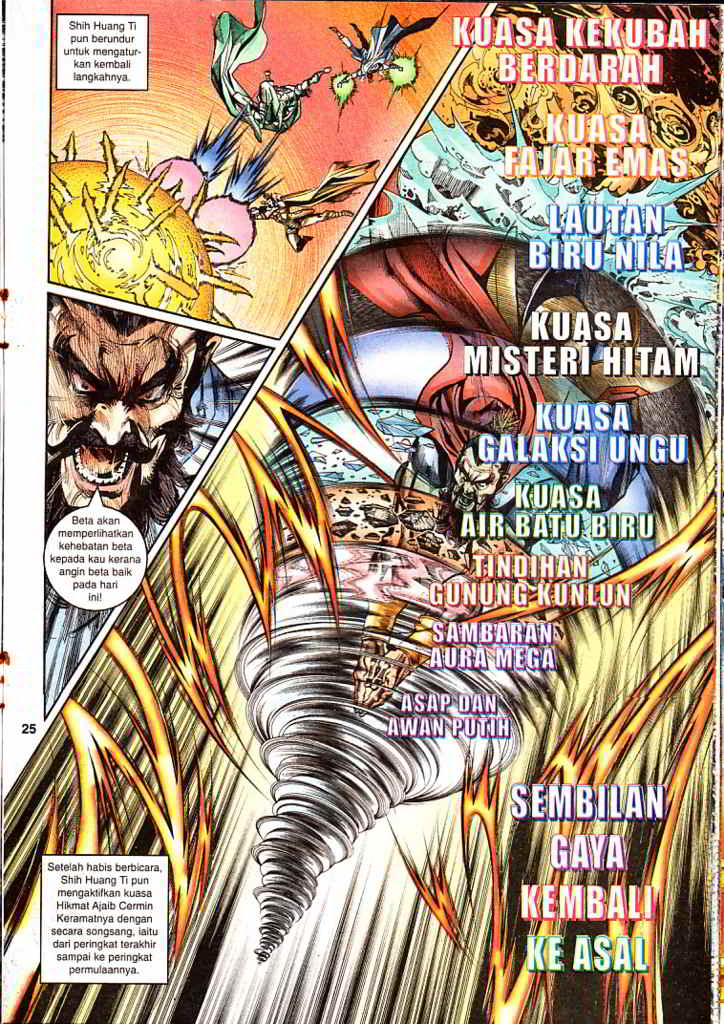 Shih Huang Ti
pun berundur
untuk mengatur-
kan kembali
langkahnya.
Beta akan
memperlihatkan
kehebatan beta
kepada kau kerana
angin beta baik
pada hari
ini!
KUASA KEKUBAH
BERDARAH
KUASA
FAJAR EMAS
LAUTAN
BIRU NILA
KUASA
MISTERI HITAM
KUASA
GALAKSI UNGU
KUASA
AIR BATU BIRU
TINDIHAN
GUNUNG KUNLUN
SAMBARAN
AURA MEGA
ASAP DAN
AWAN PUTIH
SEMBILAN
GAYA
KEMBALI
KE ASAL
25
Setelah habis berbicara,
Shih Huang Ti pun
mengaktifkan kuasa
Hikmat Ajaib Cermin
Keramatnya dengan
secara songsang, iaitu
dari peringkat terakhir
sampai ke peringkat
permulaannya.